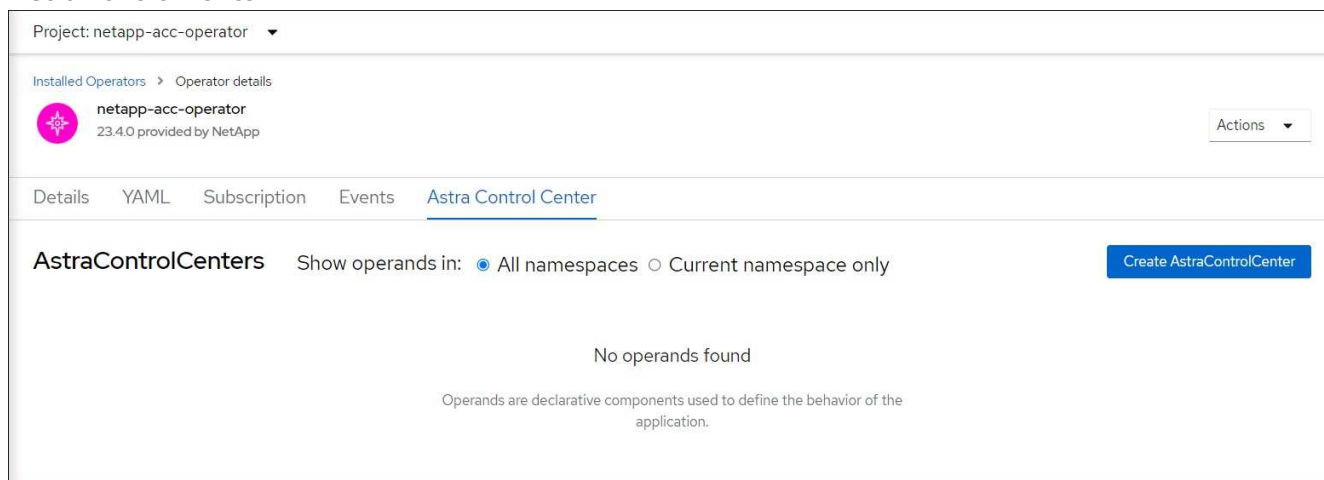 Project: netapp-acc-operator
Installed Operators > Operator details
netapp-acc-operator
23.4.0 provided by NetApp
Actions
Details YAML Subscription Events Astra Control Center
AstraControlCenters Show operands in: All namespaces Current namespace only Create AstraControlCenter
No operands found
Operands are declarative components used to define the behavior of the
application.